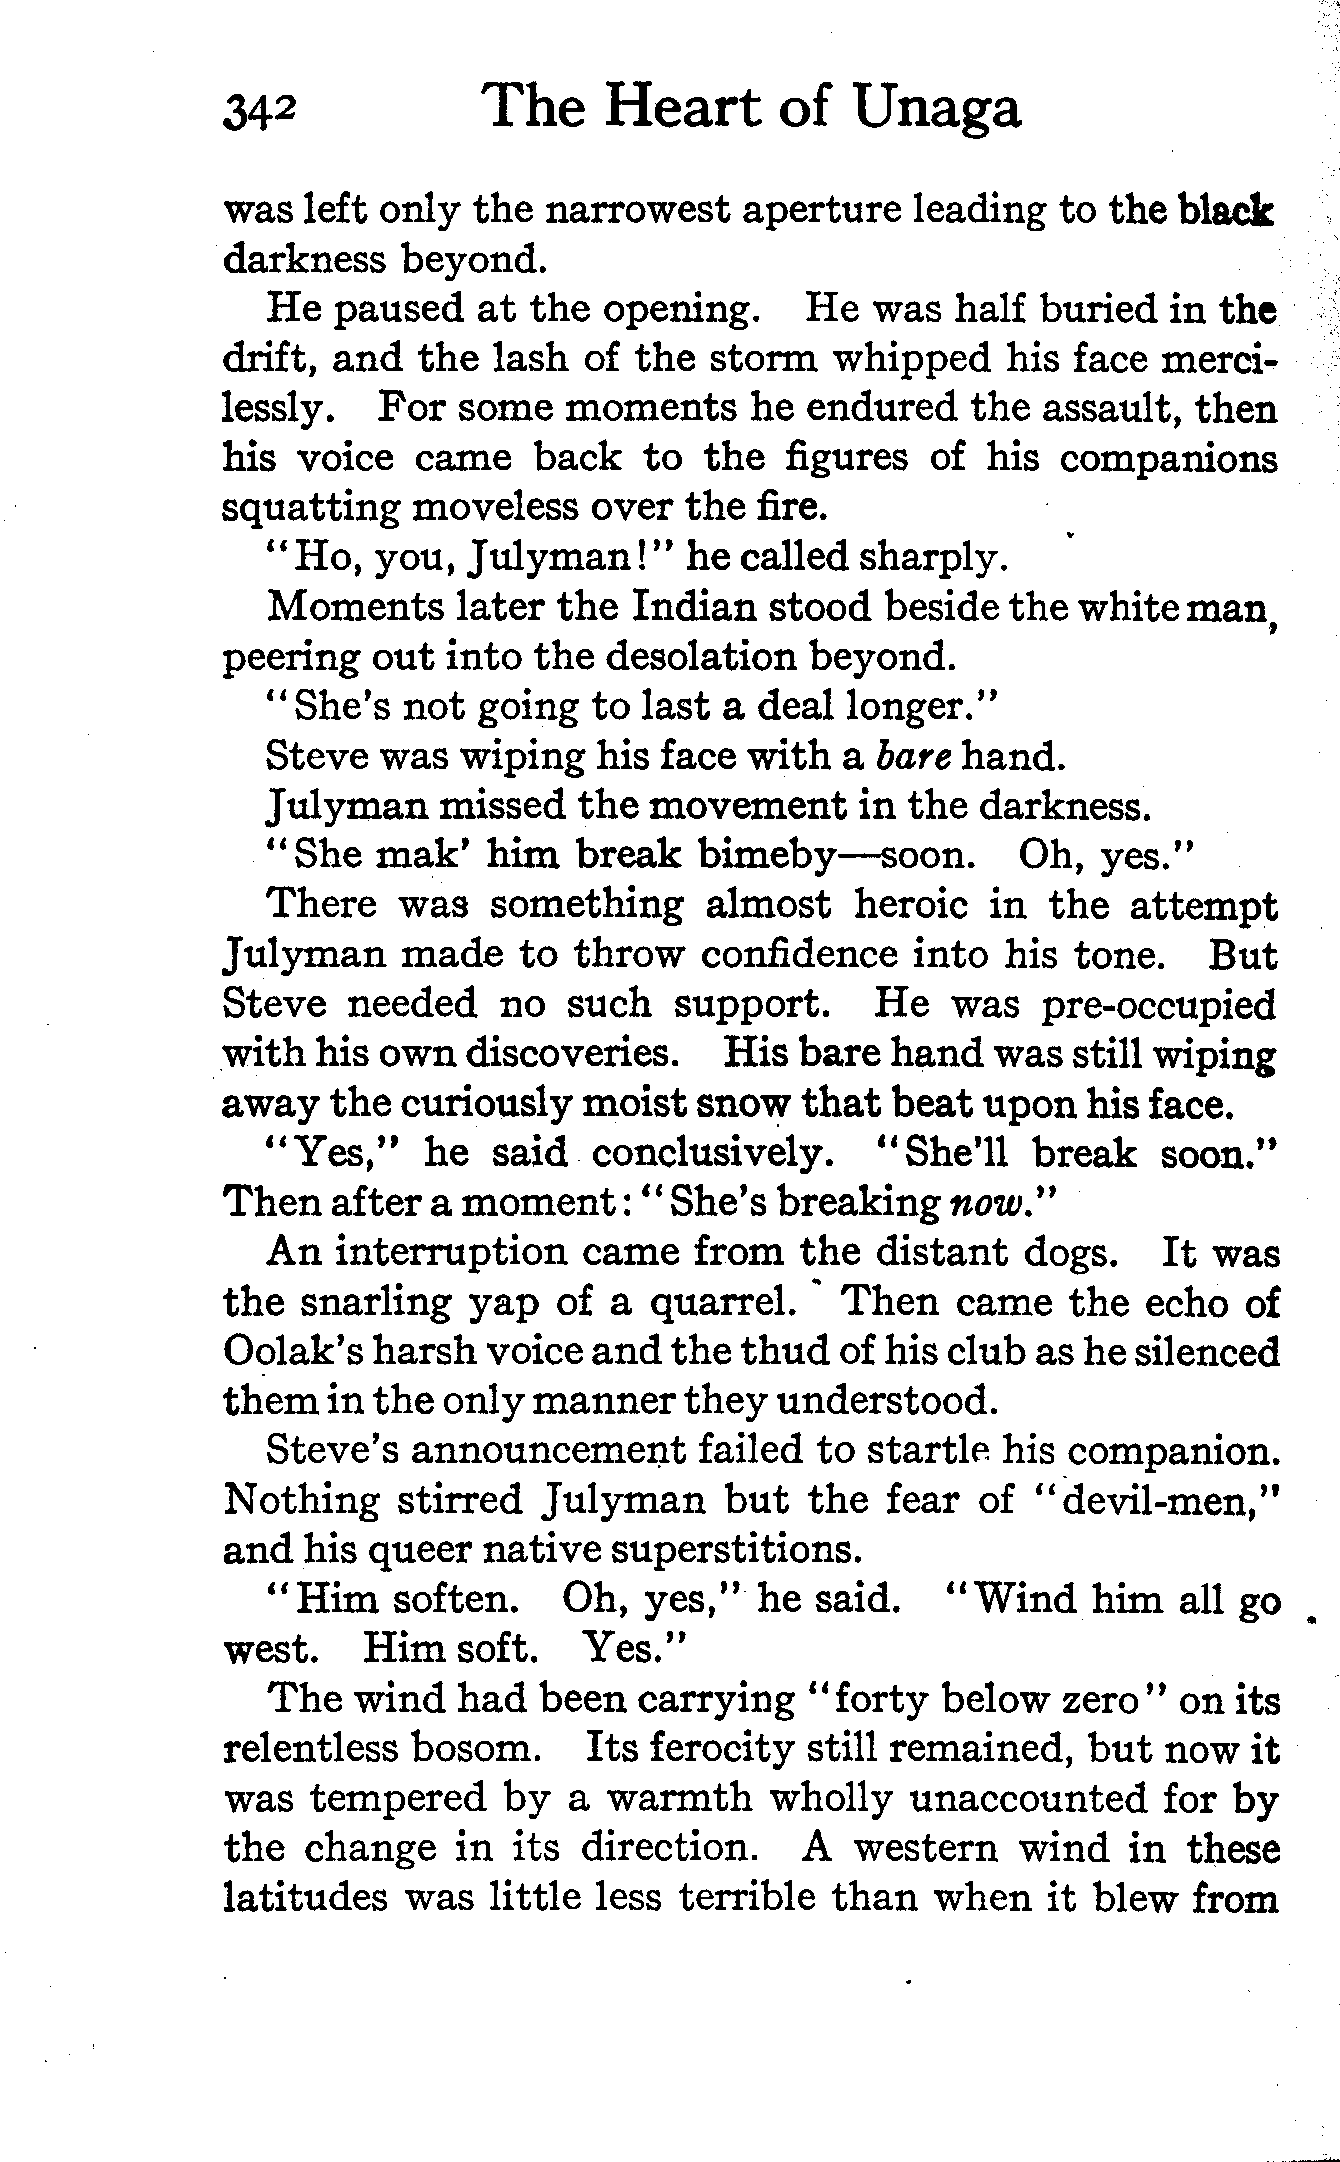 342 The Heart of Unaga
was left only the narrowest aperture leading to the black
darkness beyond.
He paused at the opening. He was half buried in the
drift, and the lash of the storm whipped his face merci-
lessly. For some moments he endured the assault, then
his voice came back to the figures of his companions
squatting moveless over the fire.
"Ho, you, Julyman!" he called sharply.
Moments later the Indian stood beside the white man,
peering out into the desolation beyond.
"She's not going to last a deal longer."
Steve was wiping his face with a bare hand.
Julyman missed the movement in the darkness.
"She mak' him break bimeby—soon. Oh, yes."
There was something almost heroic in the attempt
Julyman made to throw confidence into his tone. But
Steve needed no such support. He was pre-occupied
with his own discoveries. His bare hand was still wiping
away the curiously moist snow that beat upon his face.
"Yes," he said conclusively. "She'll break soon."
Then after a moment: "She's breaking now."
An interruption came from the distant dogs. It was
the snarling yap of a quarrel. Then came the echo of
Oolak's harsh voice and the thud of his club as he silenced
them in the only manner they understood.
Steve's announcement failed to startle his companion.
Nothing stirred Julyman but the fear of "devil-men,"
and his queer native superstitions.
"Him soften. Oh, yes," he said. "Wind him all go
west. Him soft. Yes."
The wind had been carrying "forty below zero" on its
relentless bosom. Its ferocity still remained, but now it
was tempered by a warmth wholly unaccounted for by
the change in its direction. A western wind in these
latitudes was little less terrible than when it blew from